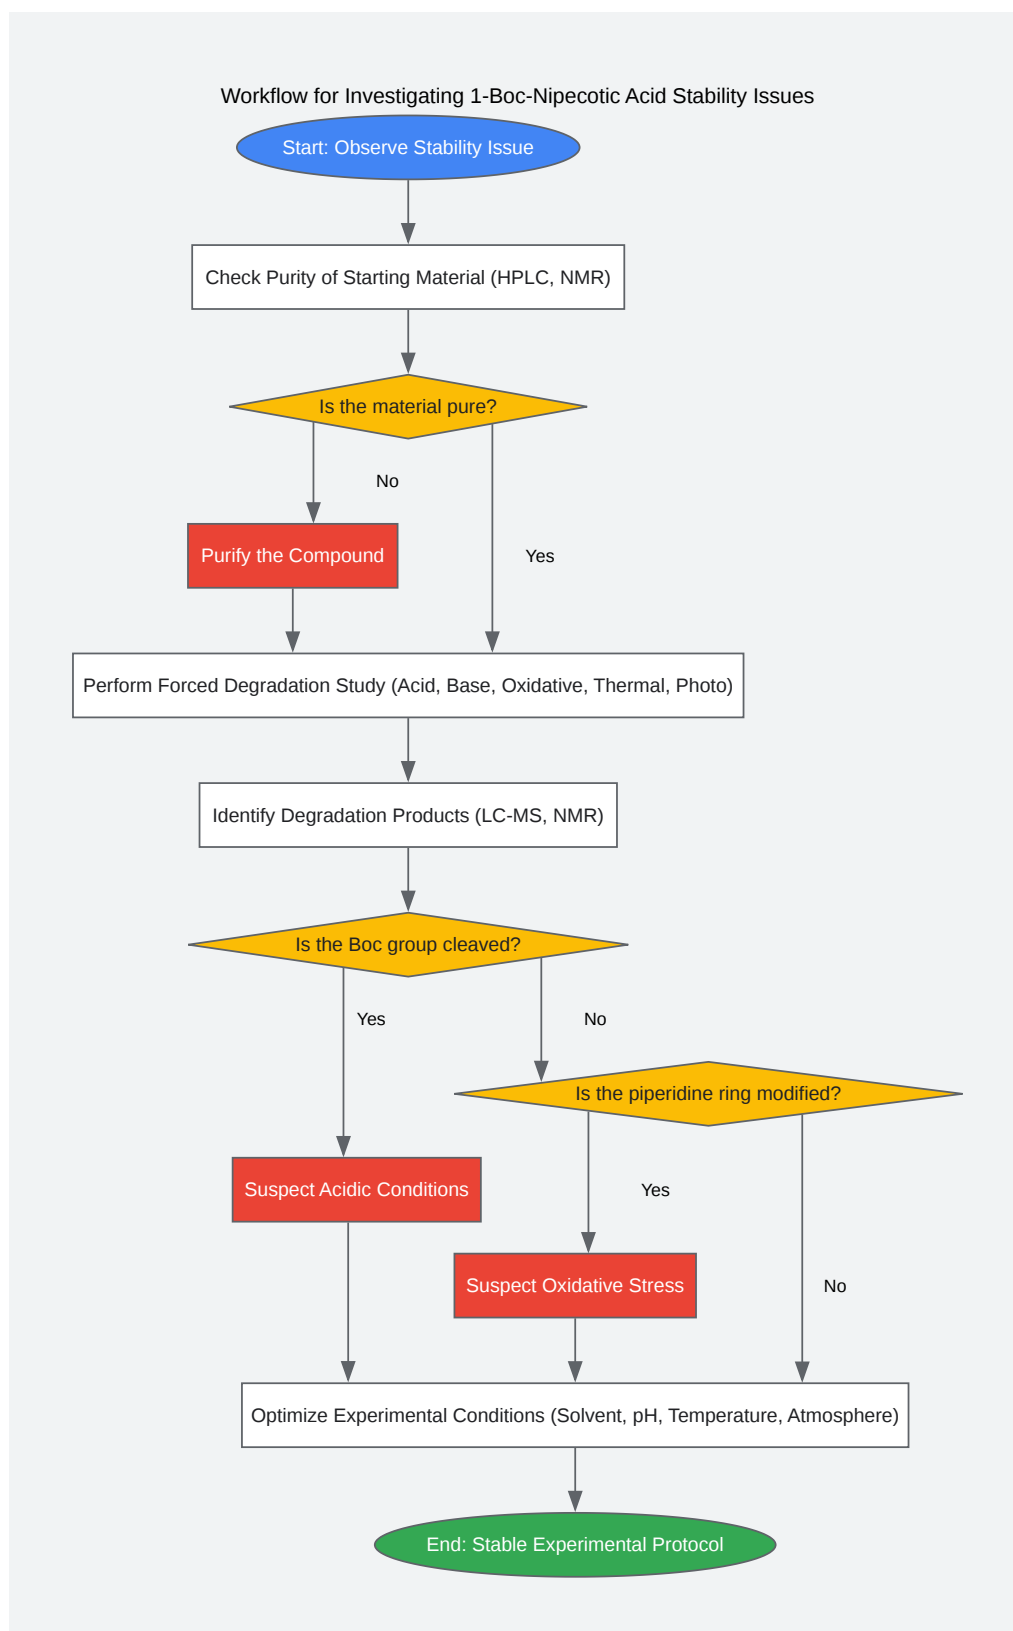 Workflow for Investigating 1-Boc-Nipecotic Acid Stability Issues
Start: Observe Stability Issue
Check Purity of Starting Material (HPLC, NMR)
Is the material pure?
No
Purify the Compound
Yes
Perform Forced Degradation Study (Acid, Base, Oxidative, Thermal, Photo)
Identify Degradation Products (LC-MS, NMR)
Is the Boc group cleaved?
Yes
No
Is the piperidine ring modified?
Suspect Acidic Conditions
Yes
Suspect Oxidative Stress
No
Optimize Experimental Conditions (Solvent, pH, Temperature, Atmosphere)
End: Stable Experimental Protocol